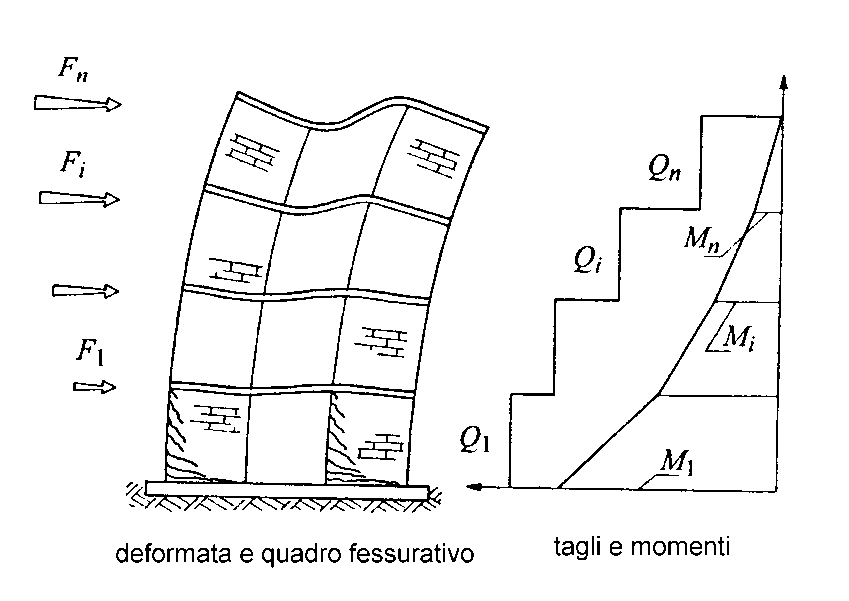 Fn
Fi
F1
Qn
Qi
Q1
Mn
Mi
M1
deformata e quadro fessurativo
tagli e momenti